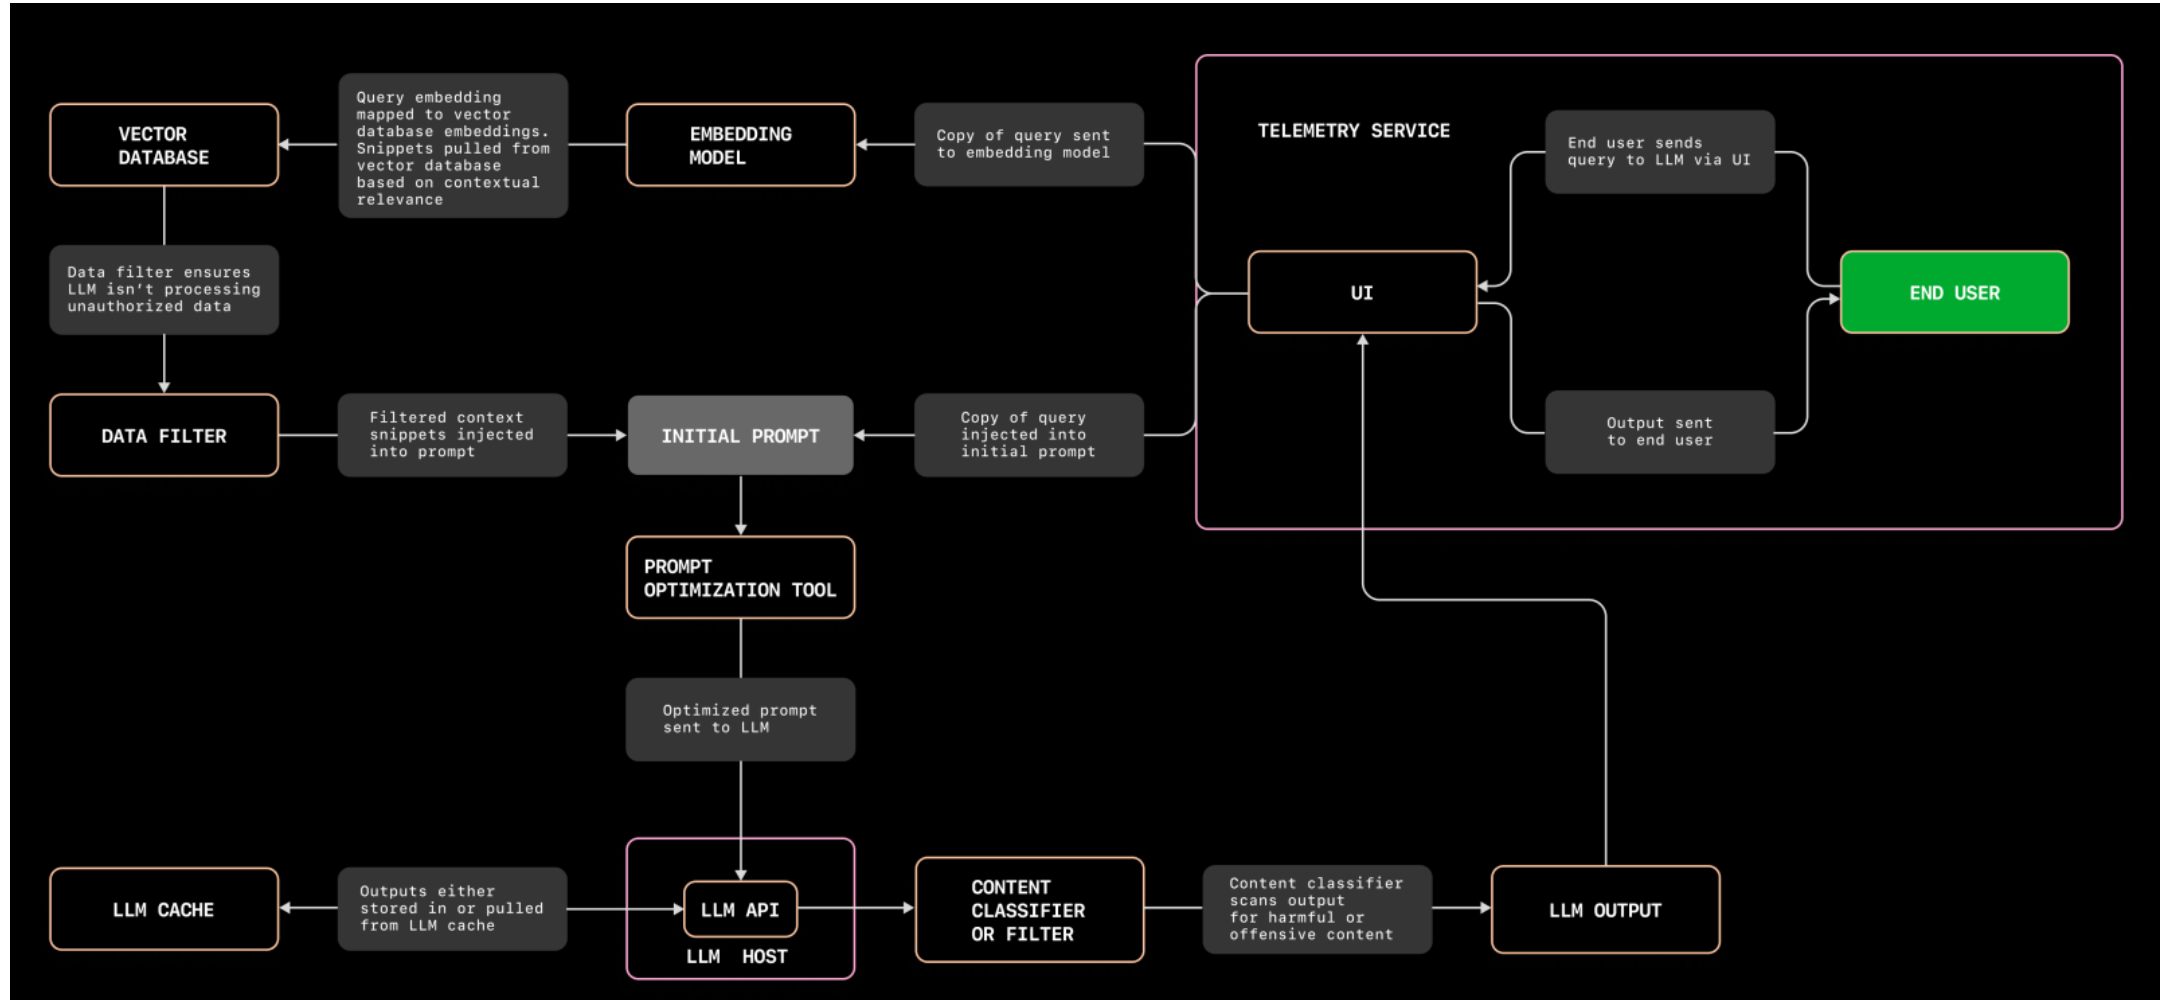 Query embedding
mapped to vector
database embeddings.
Snippets pulled from
vector database
based on contextual
relevance
VECTOR
DATABASE
EMBEDDING
MODEL
Copy of query sent
to embedding model
TELEMETRY SERVICE
End user sends
query to LLM via UI
Data filter ensures
LLM isn't processing
unauthorized data
UI
END USER
DATA FILTER
Filtered context
snippets injected
into prompt
INITIAL PROMPT
Copy of query
injected into
initial prompt
Output sent
to end user
PROMPT
OPTIMIZATION TOOL
Optimized prompt
sent to LLM
LLM CACHE
Outputs either
stored in or pulled
from LLM cache
LLM API
LLM HOST
CONTENT
CLASSIFIER
OR FILTER
Content classifier
scans output
for harmful or
offensive content
LLM OUTPUT